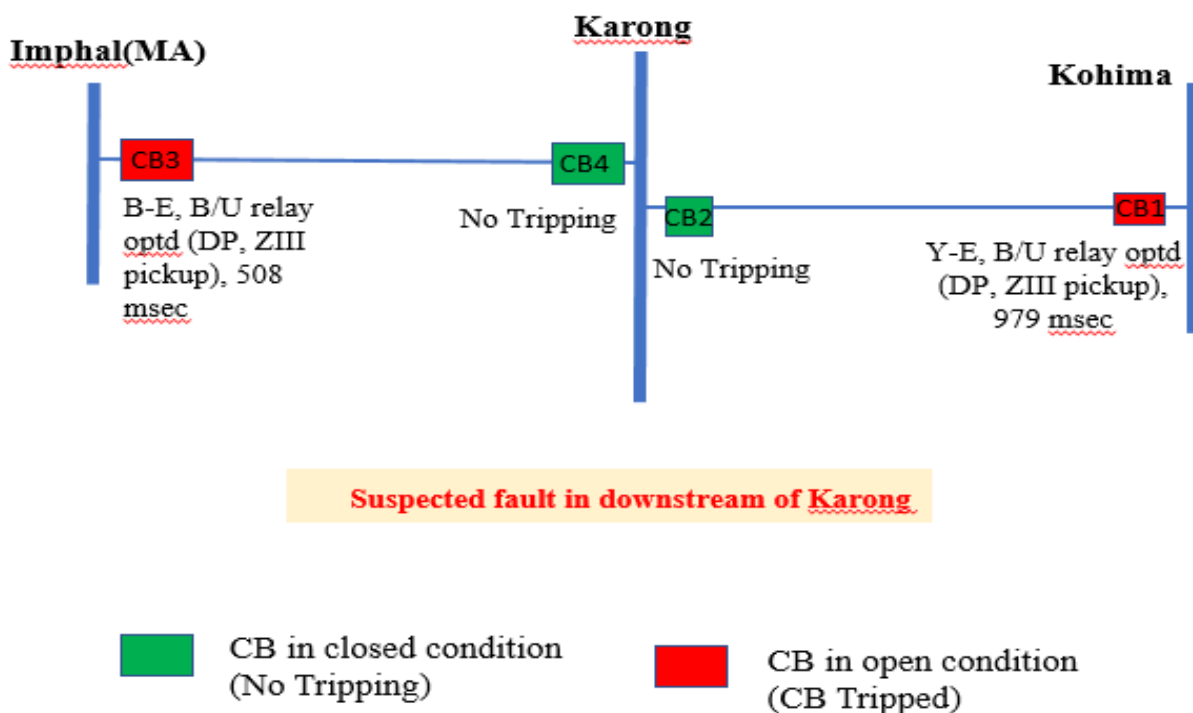 Karong
Imphal(MA)
Kohima
CB3
CB4
CB2
CB1
B-E, B/U relay
optd (DP, ZIII
pickup), 508
msec
No Tripping
No Tripping
Y-E, B/U relay optd
(DP, ZIII pickup),
979 msec
Suspected fault in downstream of Karong
CB in closed condition
(No Tripping)
CB in open condition
(CB Tripped)